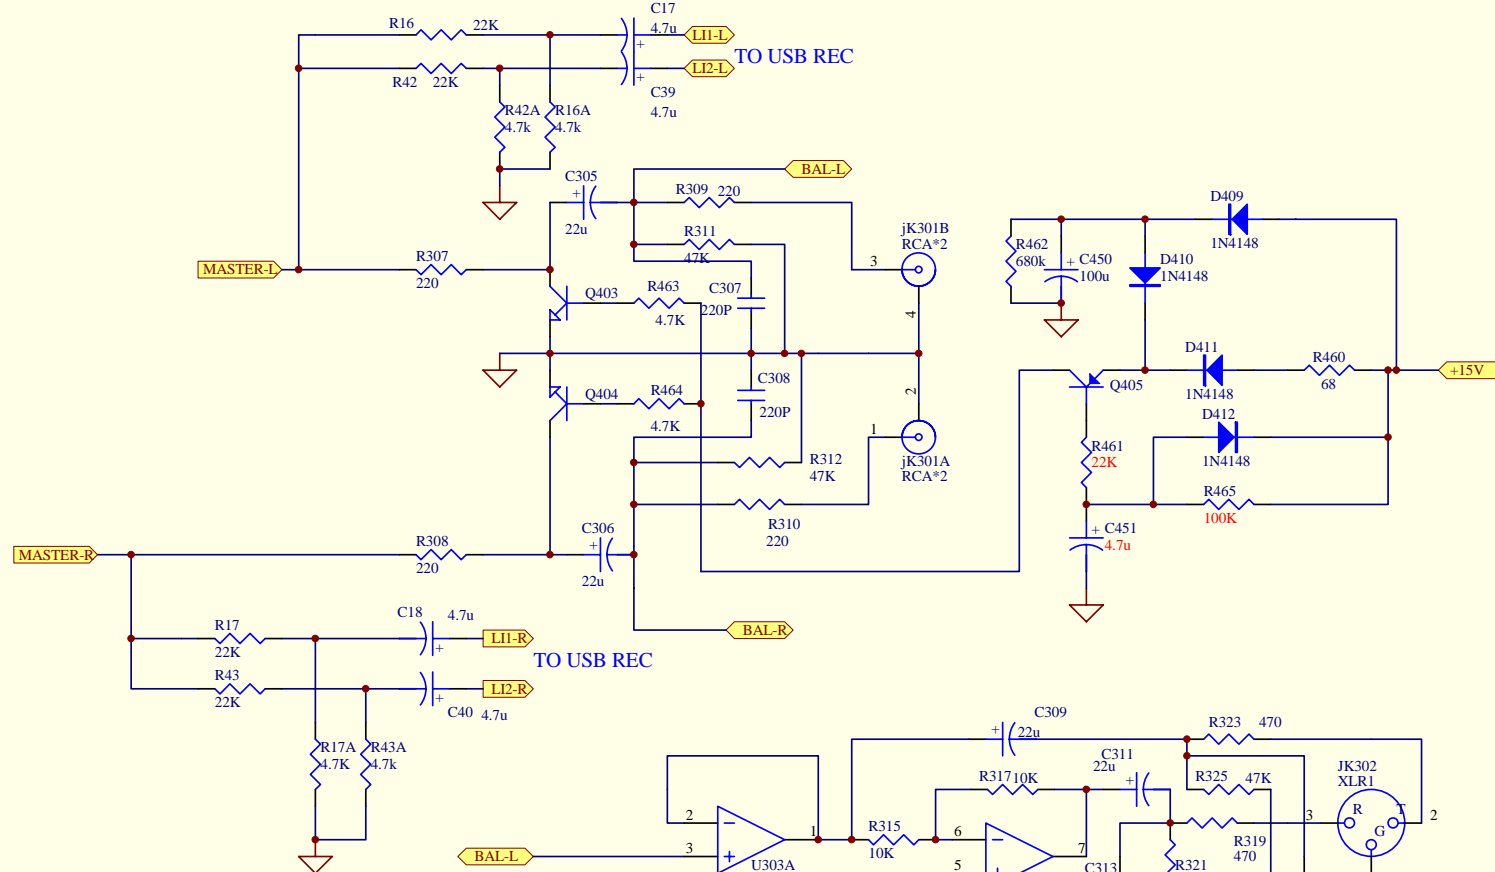 C17
R16
22K
4.7u
LI1-L
TO USB REC
LI2-L
R42
22K
C39
4.7u
R42A
4.7k
R16A
4.7k
BAL-L
C305
22u
R309
220
D409
1N4148
jK301B
RCA*2
R311
47K
R462
680k
C450
100u
D410
1N4148
MASTER-L
R307
220
3
Q403
R463
4.7K
C307
220P
4
D411
1N4148
R460
68
+15V
Q405
C308
220P
Q404
R464
4.7K
2
D412
1N4148
1
jK301A
RCA*2
R461
22K
R312
47K
R465
100K
R310
220
C306
22u
C451
4.7u
MASTER-R
R308
220
C18
4.7u
LI1-R
BAL-R
R17
22K
TO USB REC
R43
22K
LI2-R
C40
4.7u
R17A
4.7K
R43A
4.7k
C309
22u
R323
470
C311
22u
JK302
XLR1
R317
10K
R325
47K
2
1
R315
10K
6
3
R
T
2
G
BAL-L
3
U303A
5
7
R319
470
C313
R321